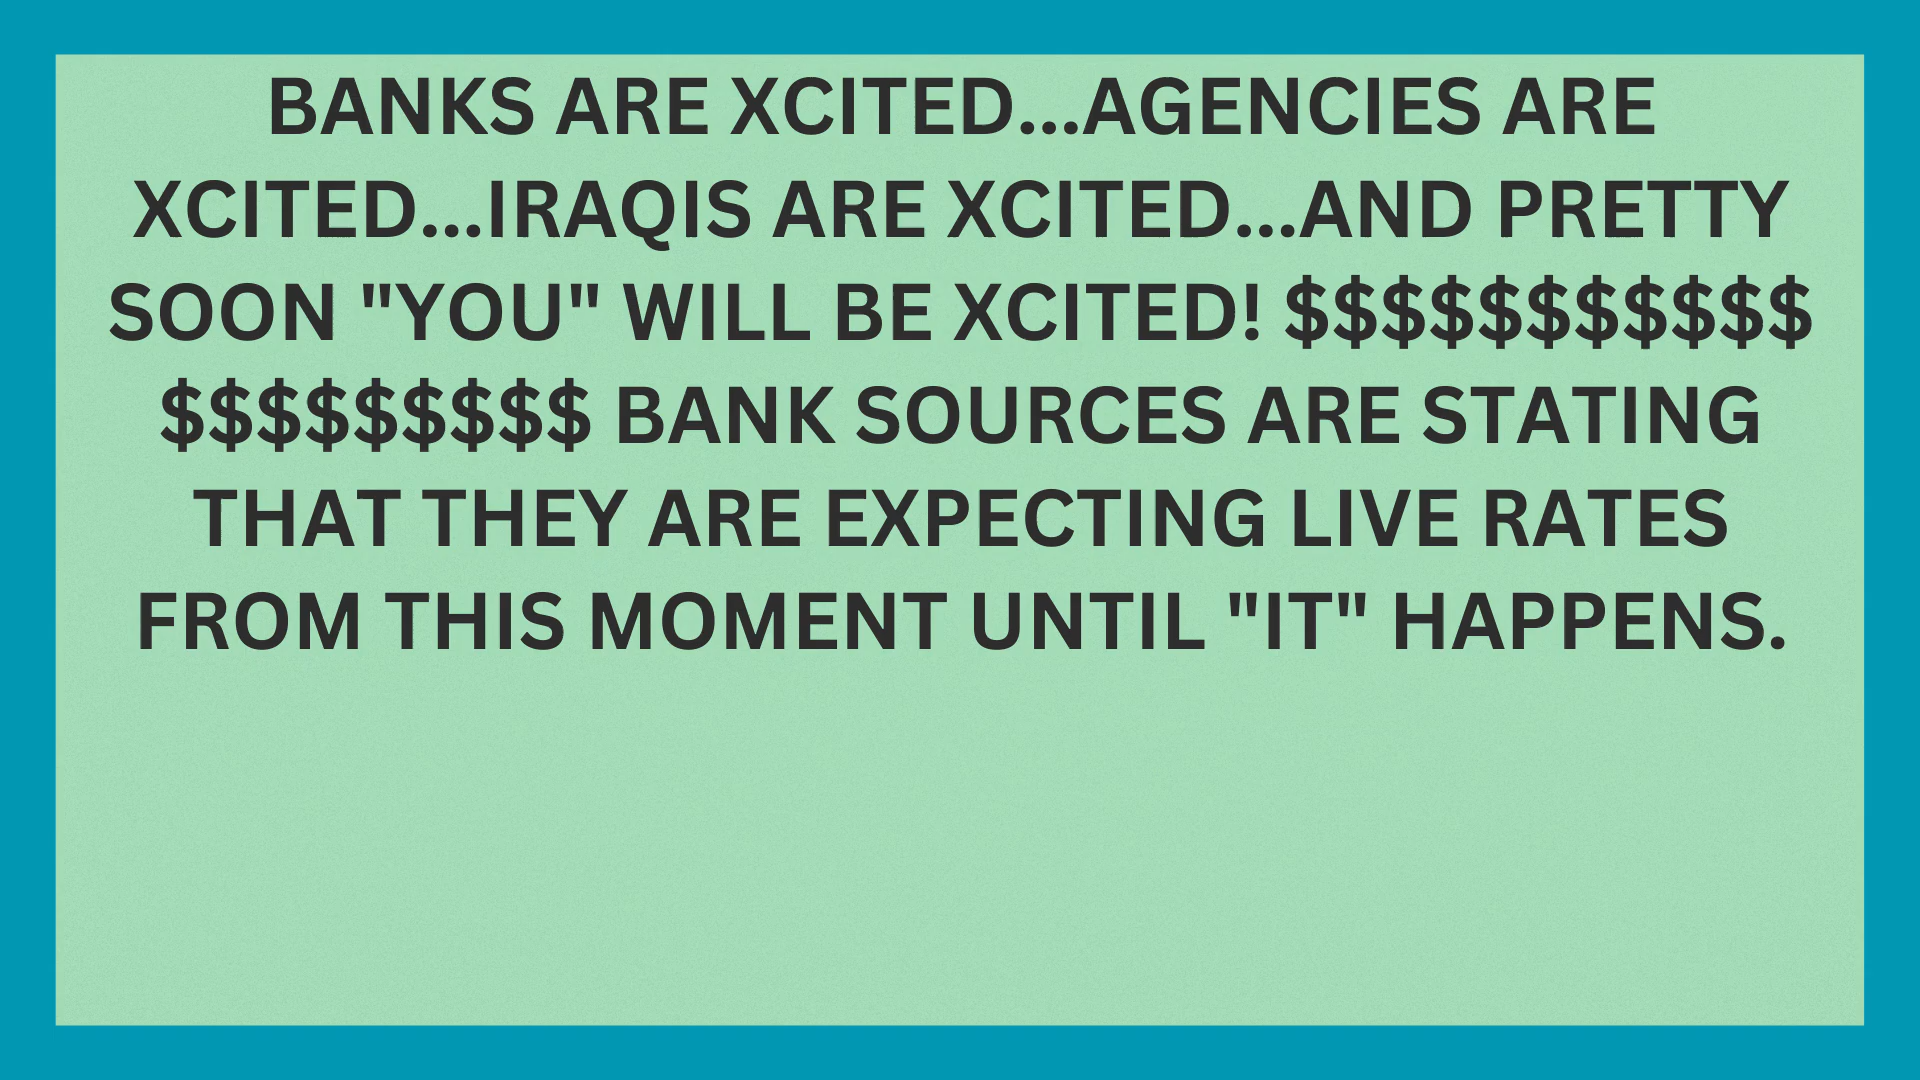 BANKS ARE XCITED...AGENCIES ARE
XCITED...IRAQIS ARE XCITED...AND PRETTY
SOON "YOU" WILL BE XCITED! $$$$$$$$$$$
$$$$$$$$$ BANK SOURCES ARE STATING
THAT THEY ARE EXPECTING LIVE RATES
FROM THIS MOMENT UNTIL "IT" HAPPENS.